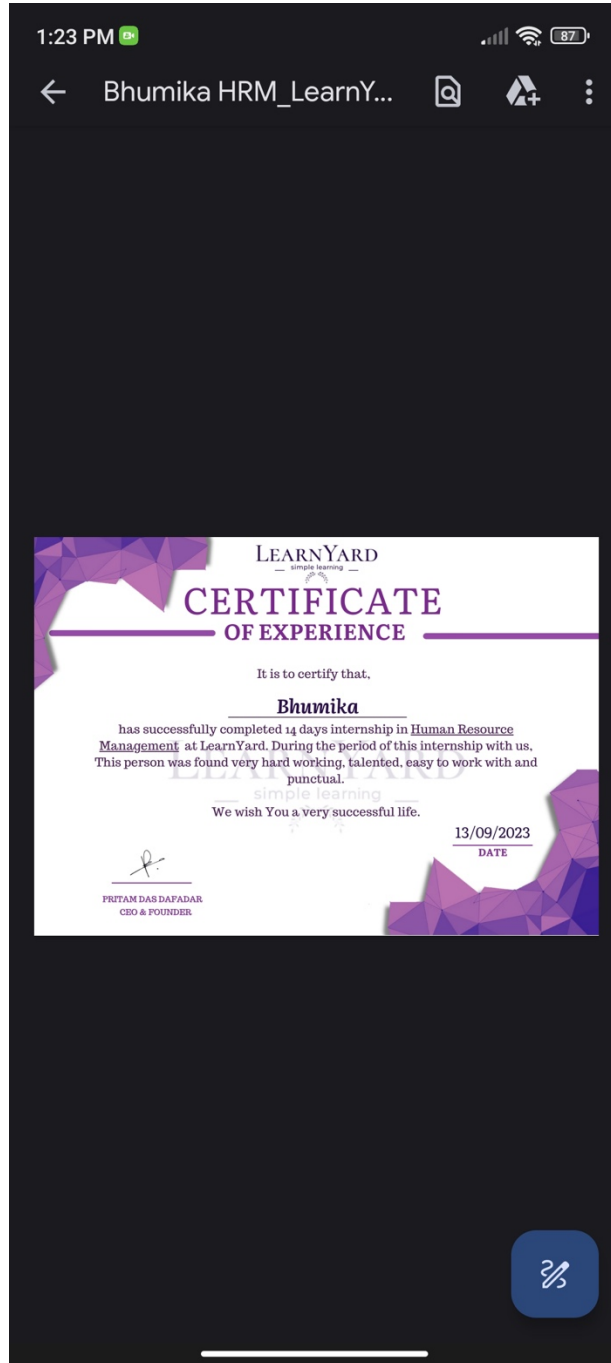 1:23 PM
87
Bhumika HRM_LearnY...
LEARNYARD
simple learning
CERTIFICATE
OF EXPERIENCE
It is to certify that,
Bhumika
has successfully completed 14 days internship in Human Resource
Management at LearnYard. During the period of this internship with us,
This person was found very hard working, talented, easy to work with and
punctual.
LEARNYARD
simple learning
We wish You a very successful life.
13/09/2023
DATE
PRITAM DAS DAFADAR
CEO & FOUNDER